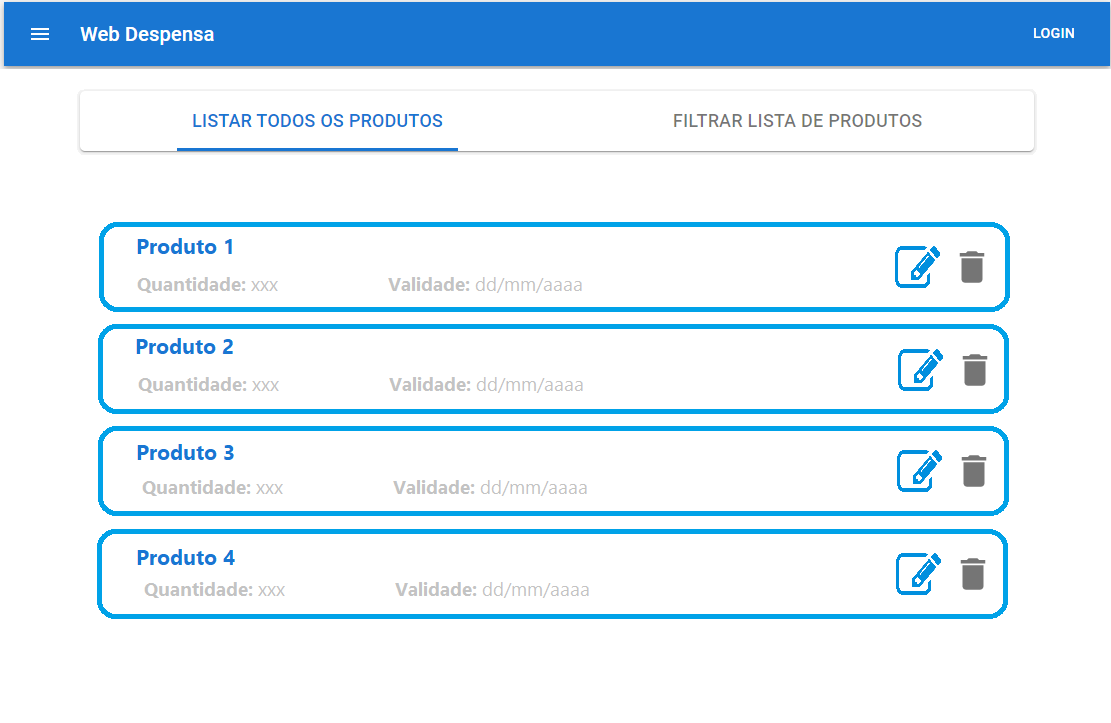 Web Despensa LOGIN
LISTAR TODOS OS PRODUTOS FILTRAR LISTA DE PRODUTOS
Produto 1
Quantidade: xxx Validade: dd/mm/aaaa
Produto 2
Quantidade: xxx Validade: dd/mm/aaaa
Produto 3
Quantidade: xxx Validade: dd/mm/aaaa
Produto 4
Quantidade: xxx Validade: dd/mm/aaaa